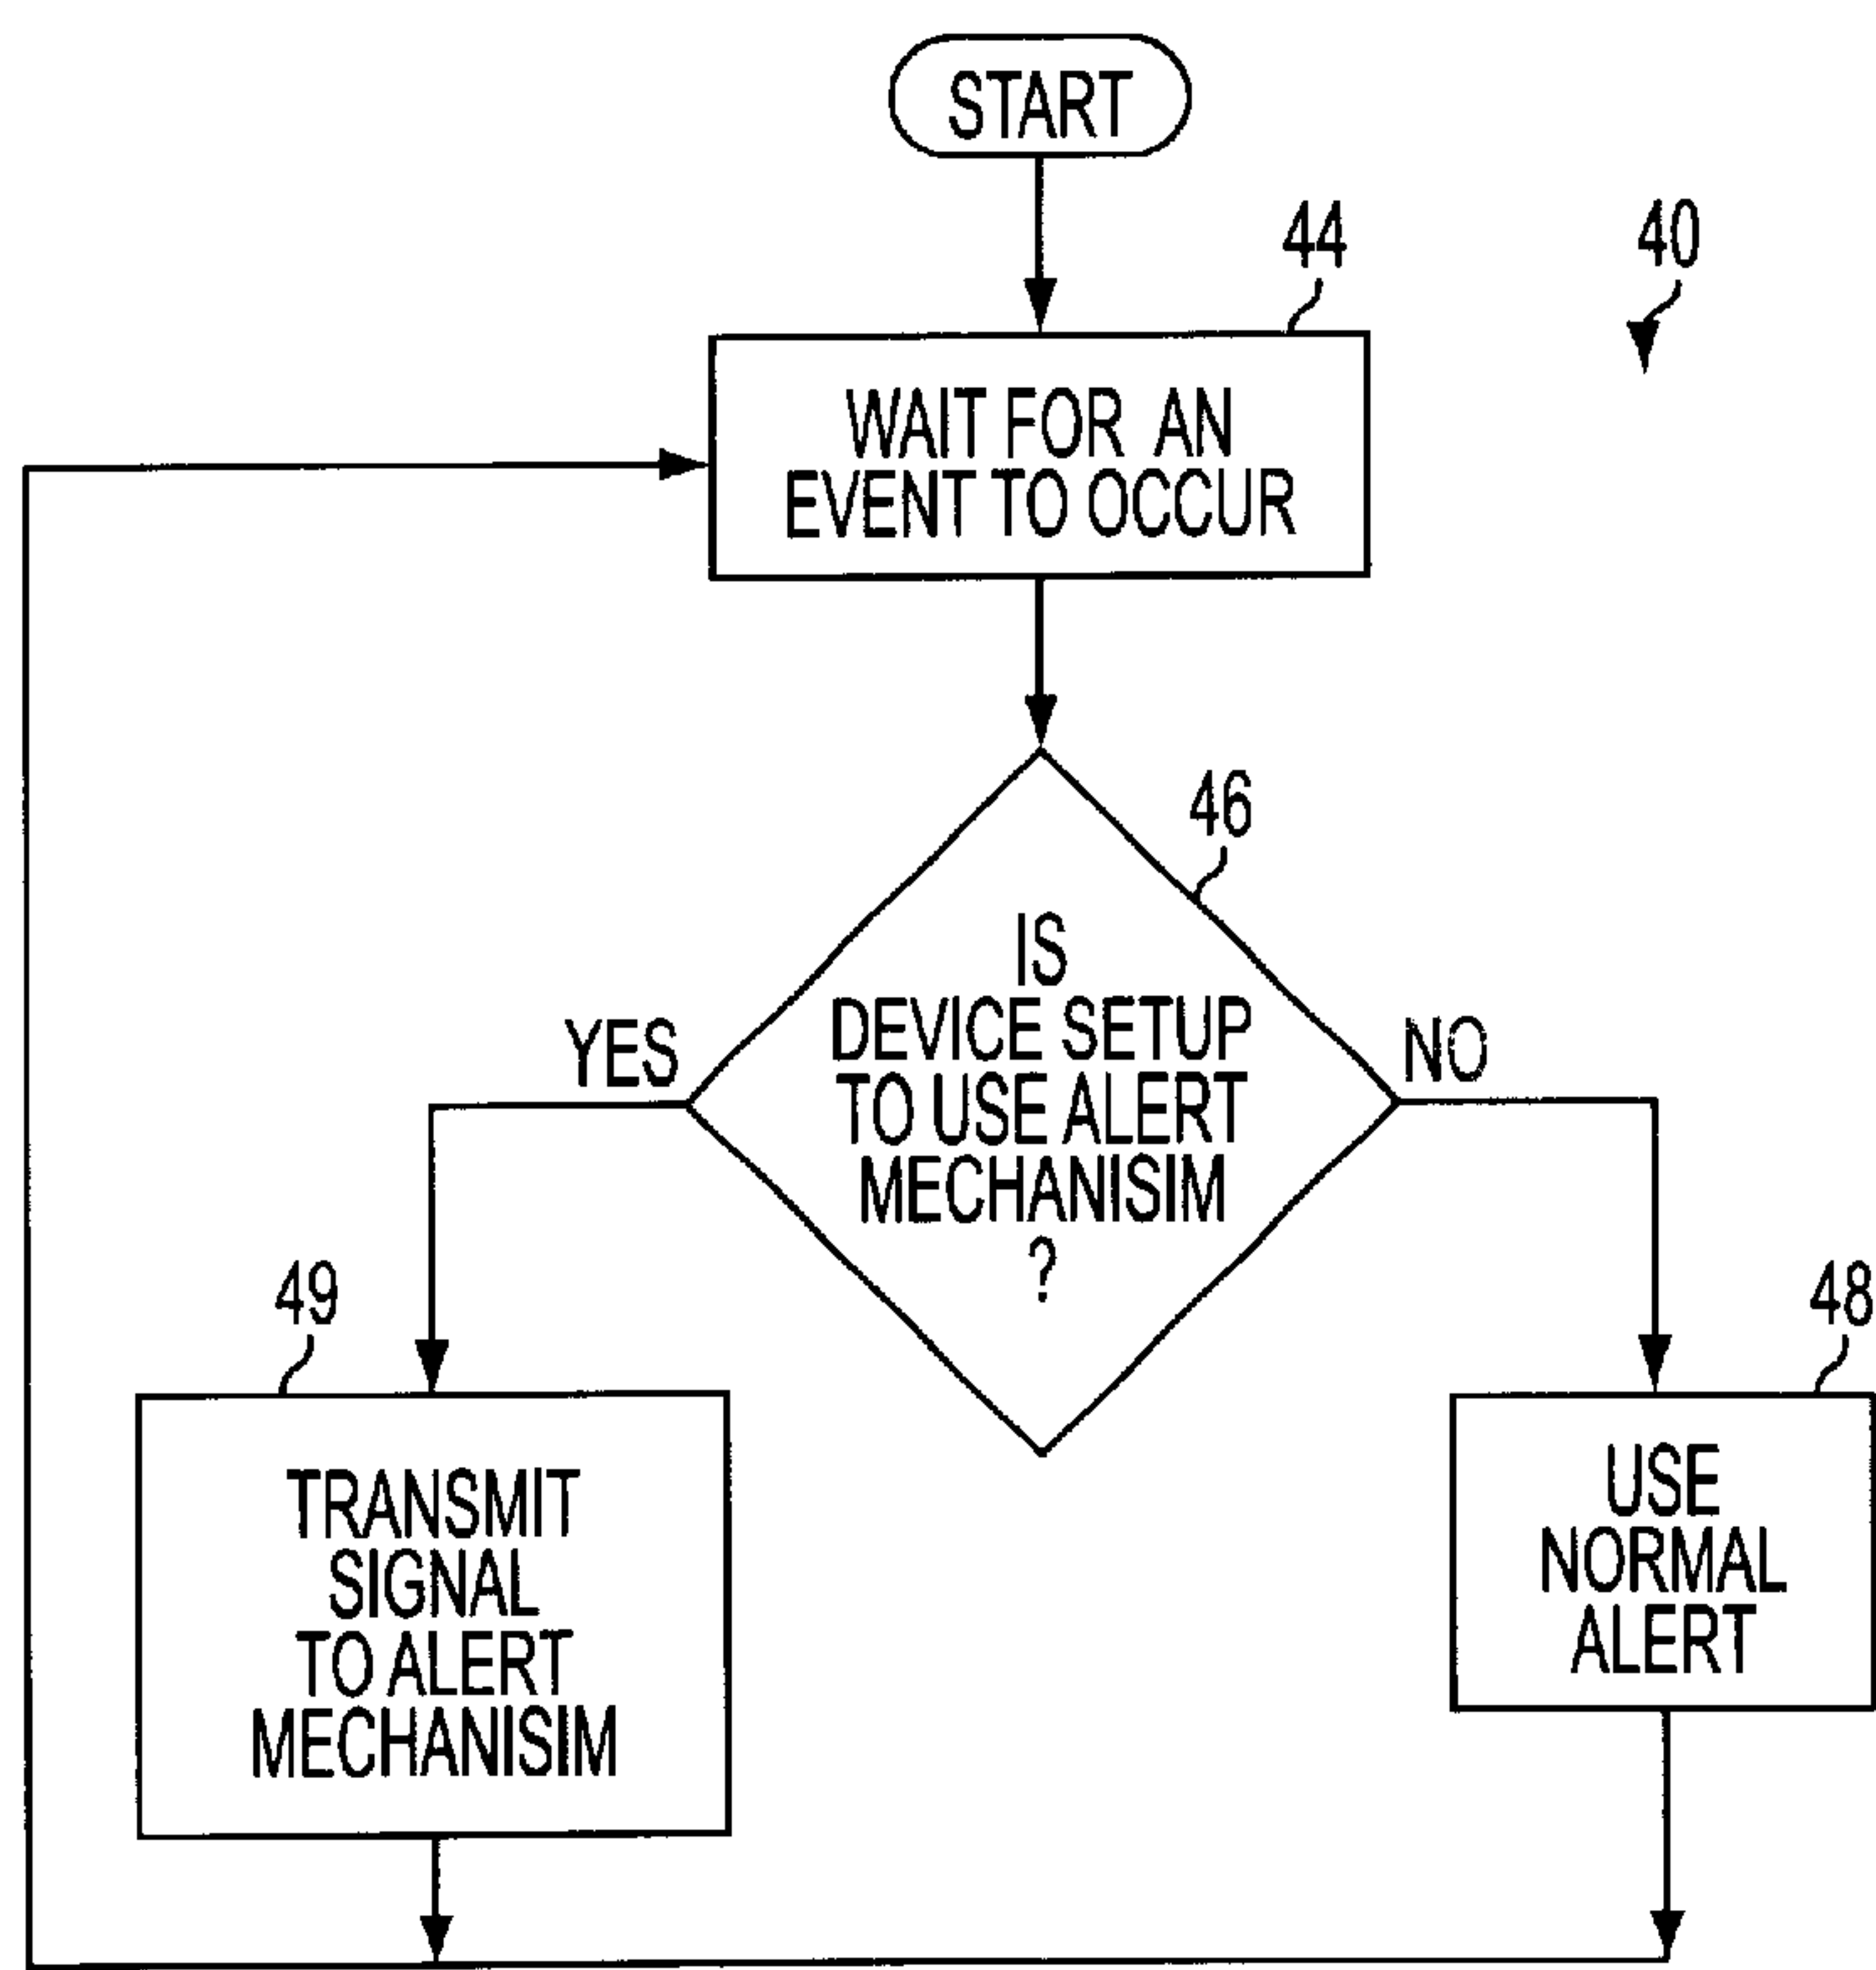 START
44
40
WAIT FOR AN
EVENT TO OCCUR
46
IS
DEVICE SETUP
TO USE ALERT
MECHANISIM
?
YES
NO
49
48
TRANSMIT
SIGNAL
TO ALERT
MECHANISIM
USE
NORMAL
ALERT